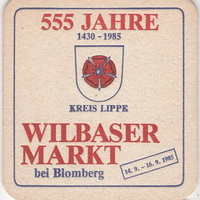 555 JAHRE
1430 - 1985
KREIS LIPPE
WILBASER
MARKT
bei Blomberg
14. 9. – 16. 9. 1985